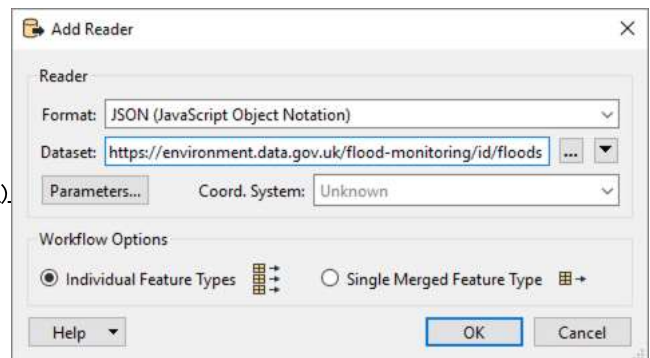 Add Reader
Reader
Format: JSON (JavaScript Object Notation)
Dataset: https://environment.data.gov.uk/flood-monitoring/id/floods ...
)
Parameters... Coord. System: Unknown
Workflow Options
Individual Feature Types Single Merged Feature Type
Help OK Cancel